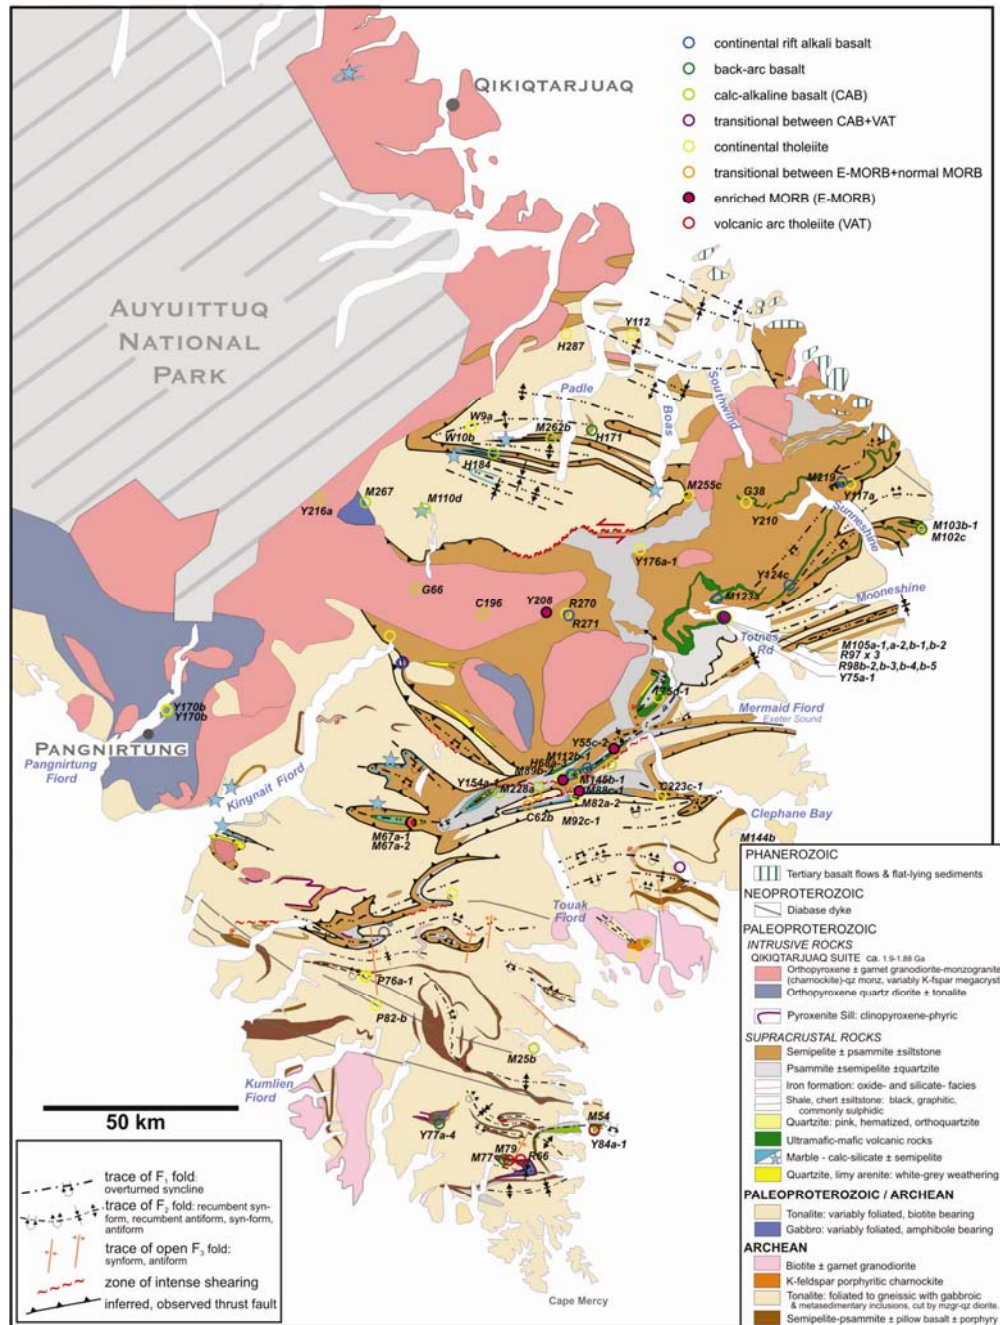 continental rift alkali basalt
back-arc basalt
calc-alkaline basalt (CAB)
transitional between CAB+VAT
continental tholeiite
transitional between E-MORB+normal MORB
enriched MORB (E-MORB)
volcanic arc tholeiite (VAT)
QIKIQTARJUAQ
AUYUITTUQ
NATIONAL
PARK
Y112
H287
Padle
Boas
Southwind
W9a
W10b
M262b
H171
H184
M267
Y216a
M110d
M255c
G38
Y210
M219
Y117a
Sunneshine
M103b-1
M102c
Y176a-1
Y124c
M123a
Mooneshine
G66
C196
Y208
R270
R271
Totnes
Rd
M105a-1,a-2,b-1,b-2
R97 x 3
R98b-2,b-3,b-4,b-5
Y75a-1
Mermaid Fiord
Exeter Sound
Y170b
Y170b
PANGNIRTUNG
Pangnirtung
Fiord
Kingnait Fiord
Y55c-2
M112b-1
M89b-
Y154a-1
M228a
M145b-1
M88c-1
M82a-2
C62b
M92c-1
C223c-1
Clephane Bay
M144b
M67a-1
M67a-2
Touak
Fiord
P76a-1
P82-b
M25b
Kumlien
Fiord
50 km
Y77a-4
M79
M77
R66
M54
Y84a-1
Cape Mercy
trace of F1 fold:
overturned syncline
trace of F2 fold: recumbent syn-
form, recumbent antiform, syn-form,
antiform
trace of open F3 fold:
synform, antiform
zone of intense shearing
inferred, observed thrust fault
PHANEROZOIC
Tertiary basalt flows & flat-lying sediments
NEOPROTEROZOIC
Diabase dyke
PALEOPROTEROZOIC
INTRUSIVE ROCKS
QIKIQTARJUAQ SUITE ca. 1.9-1.88 Ga
Orthopyroxene ± garnet granodiorite-monzogranite
(charnockite)-qz monz, variably K-fspar megacryst
Orthopyroxene quartz diorite ± tonalite
Pyroxenite Sill: clinopyroxene-phyric
SUPRACRUSTAL ROCKS
Semipelite ± psammite ±siltstone
Psammite ±semipelite ±quartzite
Iron formation: oxide- and silicate- facies
Shale, chert ±siltstone: black, graphitic,
commonly sulphidic
Quartzite: pink, hematized, orthoquartzite
Ultramafic-mafic volcanic rocks
Marble - calc-silicate ± semipelite
Quartzite, limy arenite: white-grey weathering
PALEOPROTEROZOIC / ARCHEAN
Tonalite: variably foliated, biotite bearing
Gabbro: variably foliated, amphibole bearing
ARCHEAN
Biotite ± garnet granodiorite
K-feldspar porphyritic charnockite
Tonalite: foliated to gneissic with gabbroic
& metasedimentary inclusions, cut by mzgr-qz diorite.
Semipelite-psammite ± pillow basalt ± porphyry